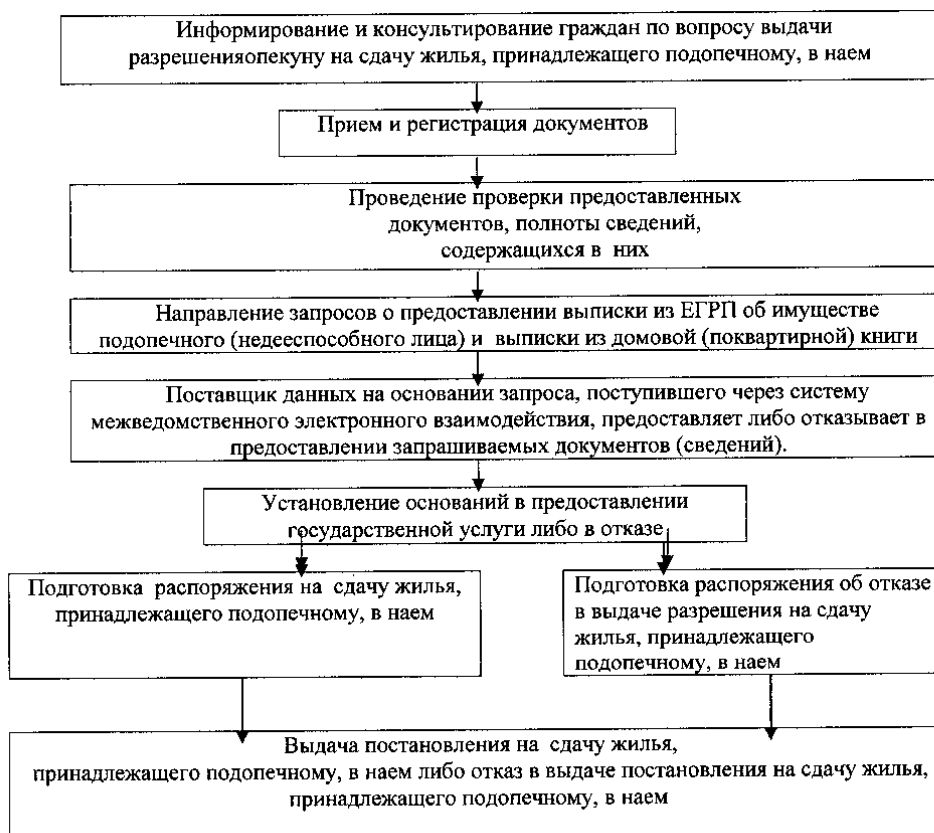 Информирование и консультирование граждан по вопросу выдачи
разрешенияопекуну на сдачу жилья, принадлежащего подопечному, в наем
Прием и регистрация документов
Проведение проверки предоставленных
документов, полноты сведений,
содержащихся в них
Направление запросов о предоставлении выписки из ЕГРП об имуществе
подопечного (недееспособного лица) и выписки из домовой (поквартирной) книги
Поставщик данных на основании запроса, поступившего через систему
межведомственного электронного взаимодействия, предоставляет либо отказывает в
предоставлении запрашиваемых документов (сведений).
Установление оснований в предоставлении
государственной услуги либо в отказе
Подготовка распоряжения на сдачу жилья,
принадлежащего подопечному, в наем
Подготовка распоряжения об отказе
в выдаче разрешения на сдачу
жилья, принадлежащего
подопечному, в наем
Выдача постановления на сдачу жилья,
принадлежащего подопечному, в наем либо отказ в выдаче постановления на сдачу жилья,
принадлежащего подопечному, в наем